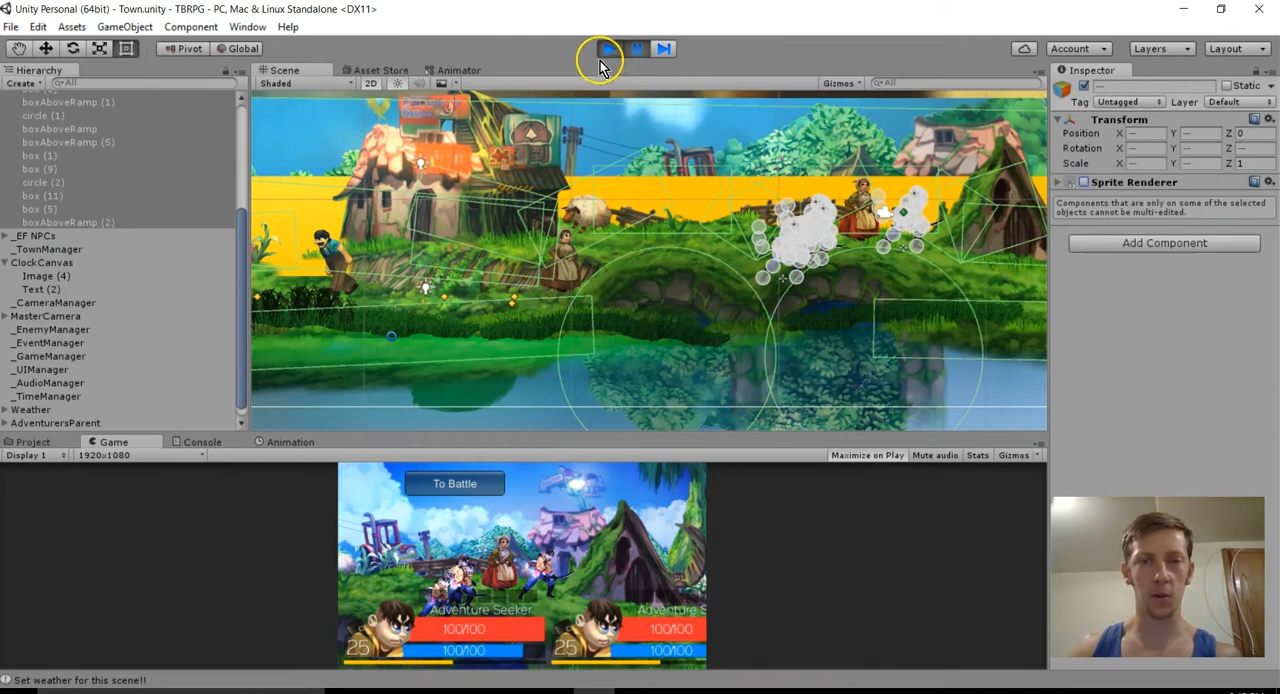 Unity Personal (64bit) - Town.unity - TBRPG - PC, Mac & Linux Standalone <DX11>
File Edit Assets GameObject Component Window Help
Pivot Global Account Layers Layout
Hierarchy Scene Asset Store Animator Inspector
Create All Shaded 2D Gizmos All Static
Tag Untagged Layer Default
boxAboveRamp (1)
circle (1)
boxAboveRamp
boxAboveRamp (5)
box (1)
box (9)
circle (2)
box (11)
box (5)
boxAboveRamp (2)
_EF NPCs
_TownManager
ClockCanvas
Image (4)
Text (2)
_CameraManager
MasterCamera
_EnemyManager
_EventManager
_GameManager
_UIManager
_AudioManager
_TimeManager
Weather
AdventurersParent
Transform
Position X — Y — Z 0
Rotation X — Y — Z —
Scale X — Y — Z 1
Sprite Renderer
Components that are only on some of the
selected objects cannot be multi-edited.
Add Component
Project Game Console Animation
Display 1 1920x1080 Maximize on Play Mute audio Stats Gizmos
To Battle
Adventure Seeker Adventure S
25 100/100 25 100/100
100/100 100/100
Set weather for this scene!!